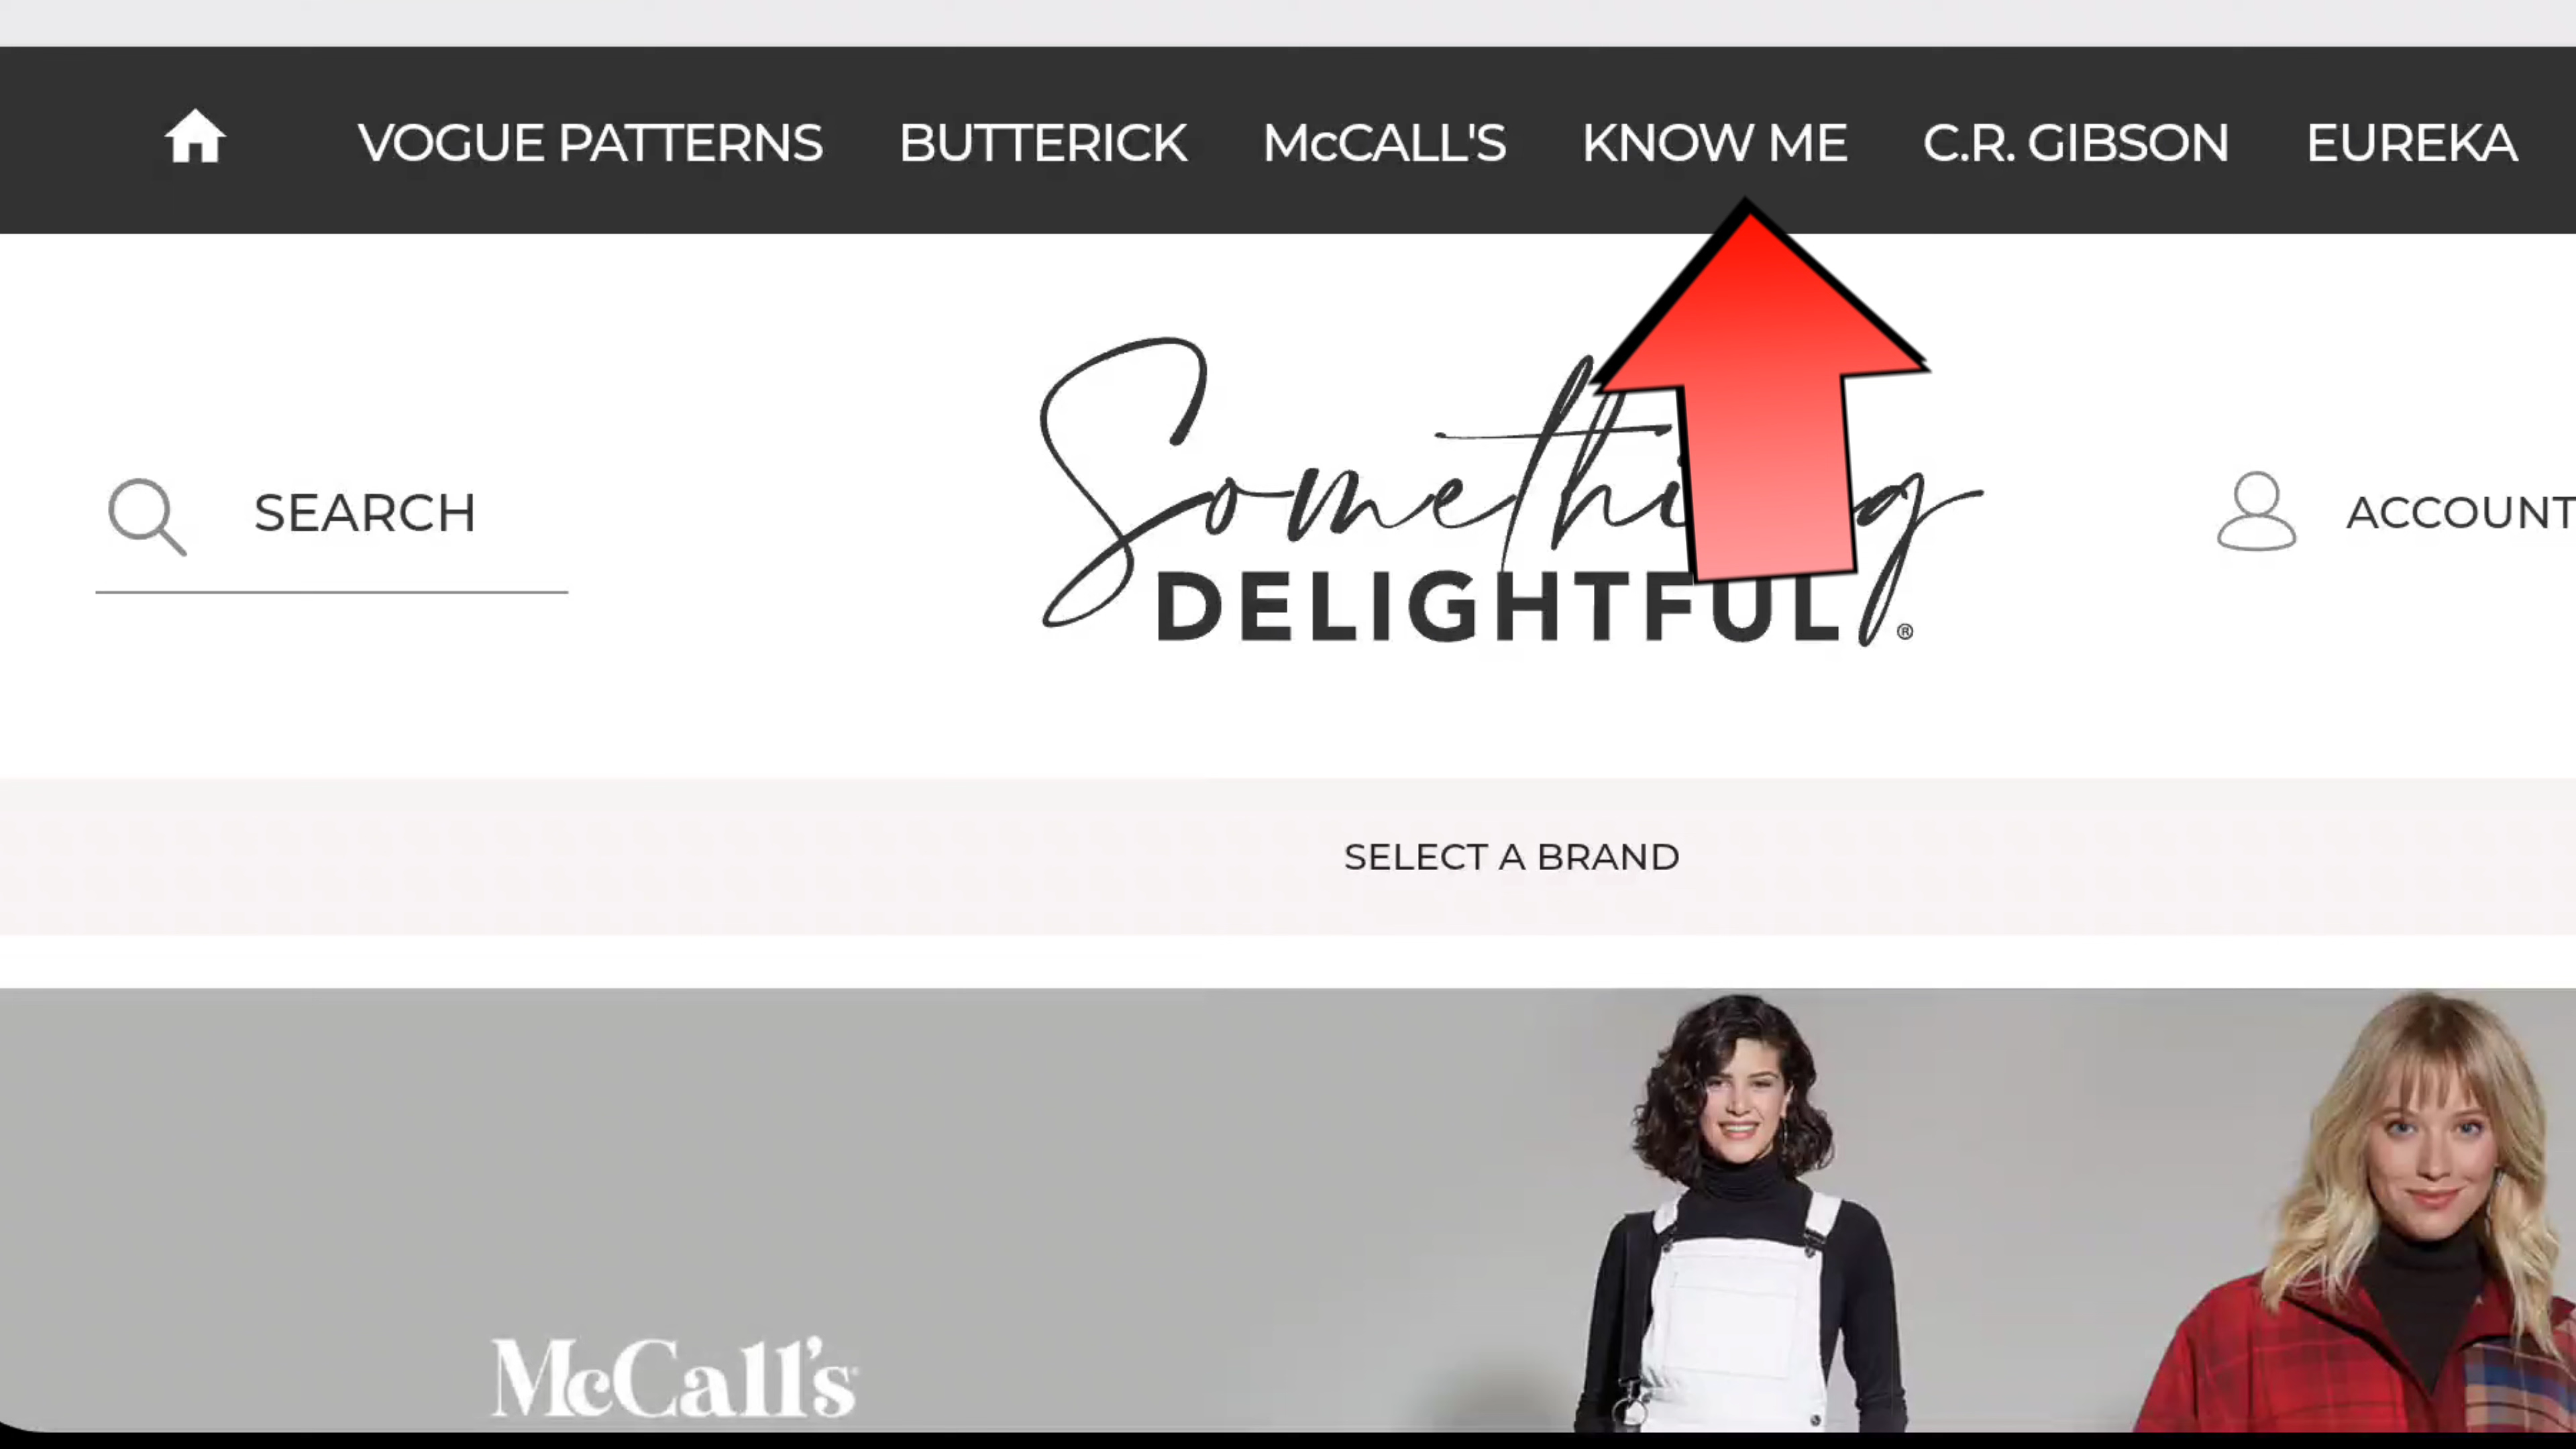 VOGUE PATTERNS BUTTERICK McCALL'S KNOW ME C.R. GIBSON EUREKA
SEARCH
Something
DELIGHTFUL®
ACCOUNT
SELECT A BRAND
McCall's